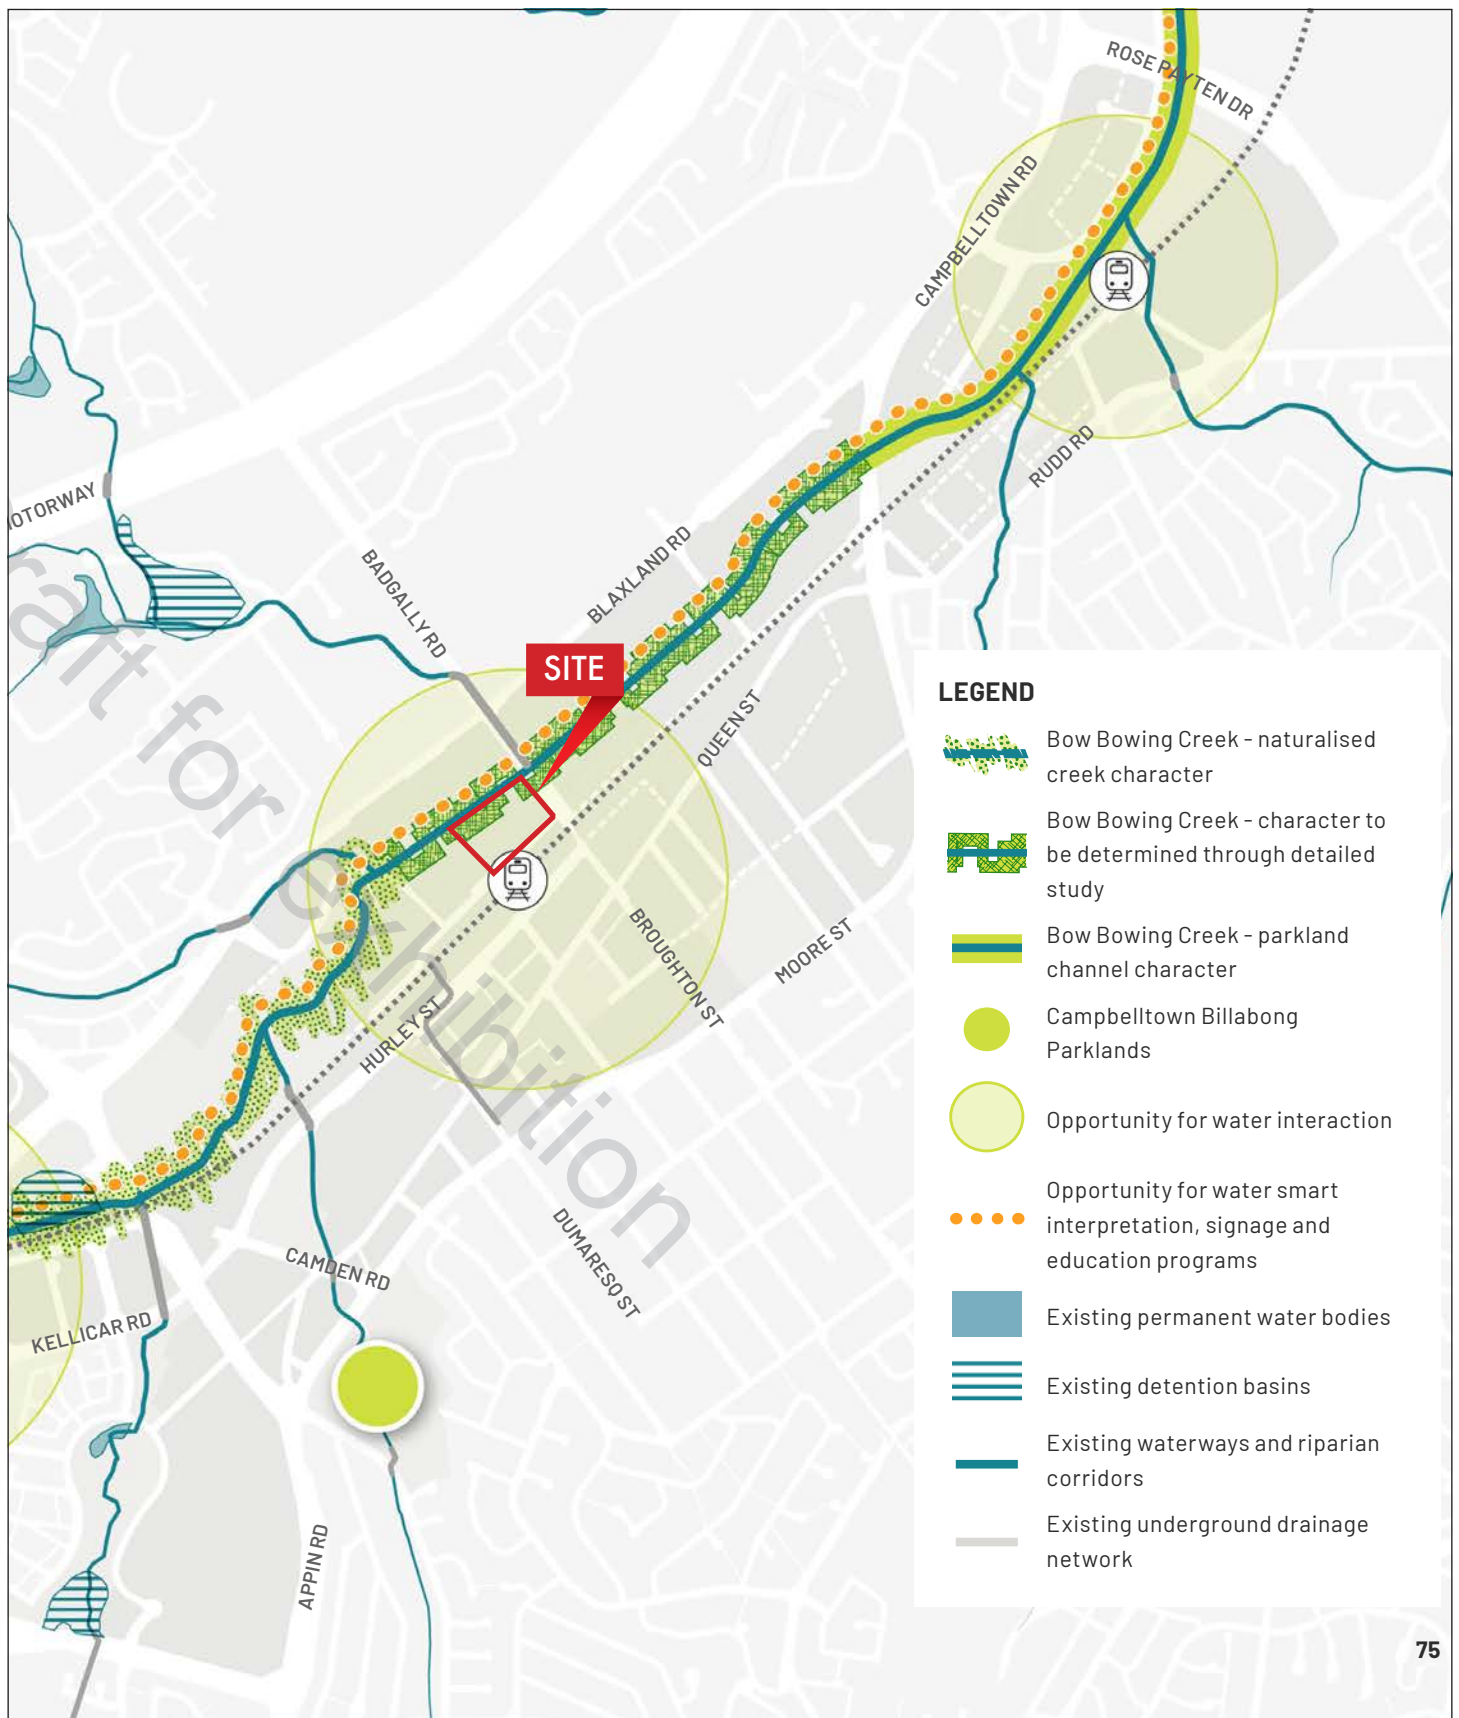 ROSE PAYTEN DR
CAMPBELLTOWN RD
RUDD RD
OTORWAY
BADGALLY RD
BLAXLAND RD
SITE
QUEEN ST
raft for exhibition
BROUGHTON ST
MOORE ST
HURLEY ST
DUMARESQ ST
CAMDEN RD
KELLICAR RD
APPIN RD
LEGEND
Bow Bowing Creek - naturalised
creek character
Bow Bowing Creek - character to
be determined through detailed
study
Bow Bowing Creek - parkland
channel character
Campbelltown Billabong
Parklands
Opportunity for water interaction
Opportunity for water smart
interpretation, signage and
education programs
Existing permanent water bodies
Existing detention basins
Existing waterways and riparian
corridors
Existing underground drainage
network
75